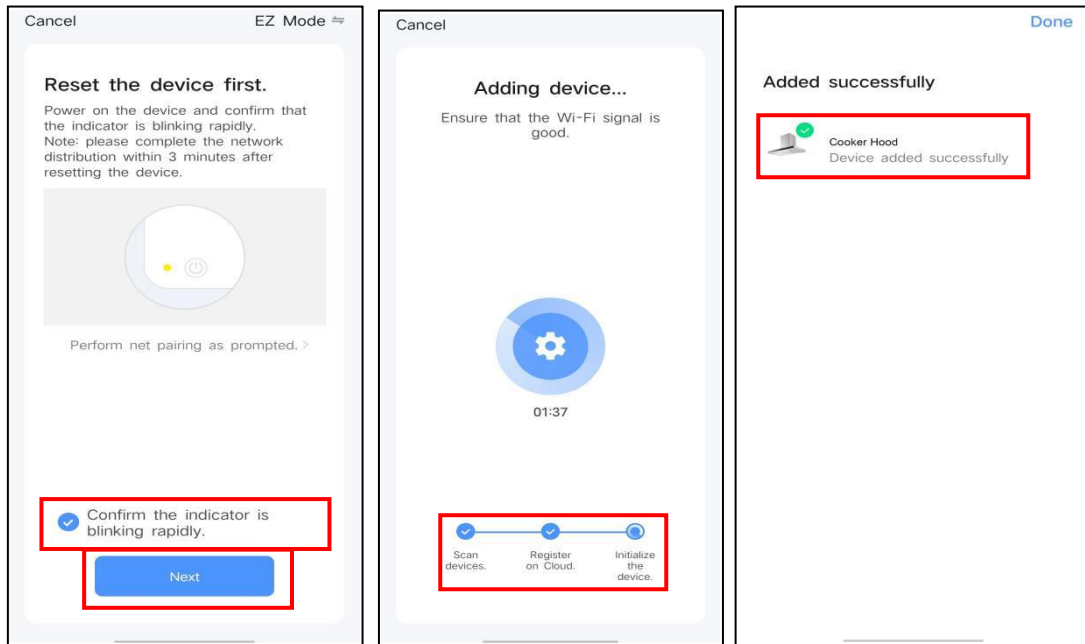 Cancel
EZ Mode ⇋
Reset the device first.
Power on the device and confirm that
the indicator is blinking rapidly.
Note: please complete the network
distribution within 3 minutes after
resetting the device.
Perform net pairing as prompted. >
Confirm the indicator is
blinking rapidly.
Next
Cancel
Adding device...
Ensure that the Wi-Fi signal is
good.
01:37
Scan
devices.
Register
on Cloud.
Initialize
the
device.
Done
Added successfully
Cooker Hood
Device added successfully